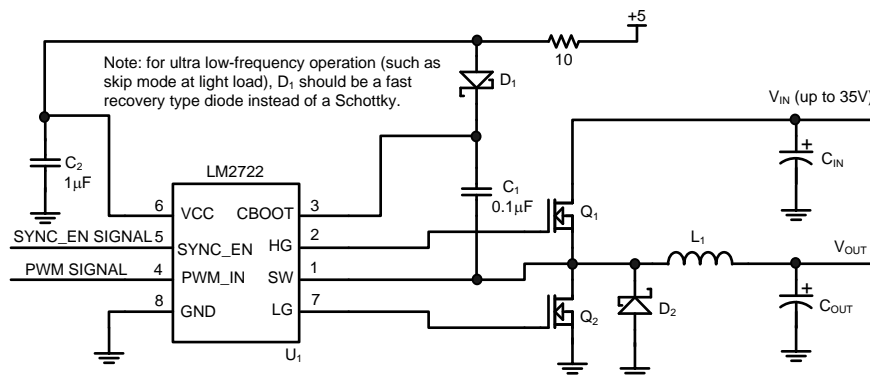 +5
10
Note: for ultra low-frequency operation (such as
skip mode at light load), D1 should be a fast
recovery type diode instead of a Schottky.
D1
VIN (up to 35V)
C2
1μF
LM2722
C1
0.1μF
CIN
6
VCC
CBOOT
3
Q1
SYNC_EN SIGNAL
5
SYNC_EN
HG
2
L1
VOUT
PWM SIGNAL
4
PWM_IN
SW
1
8
GND
LG
7
Q2
D2
COUT
U1